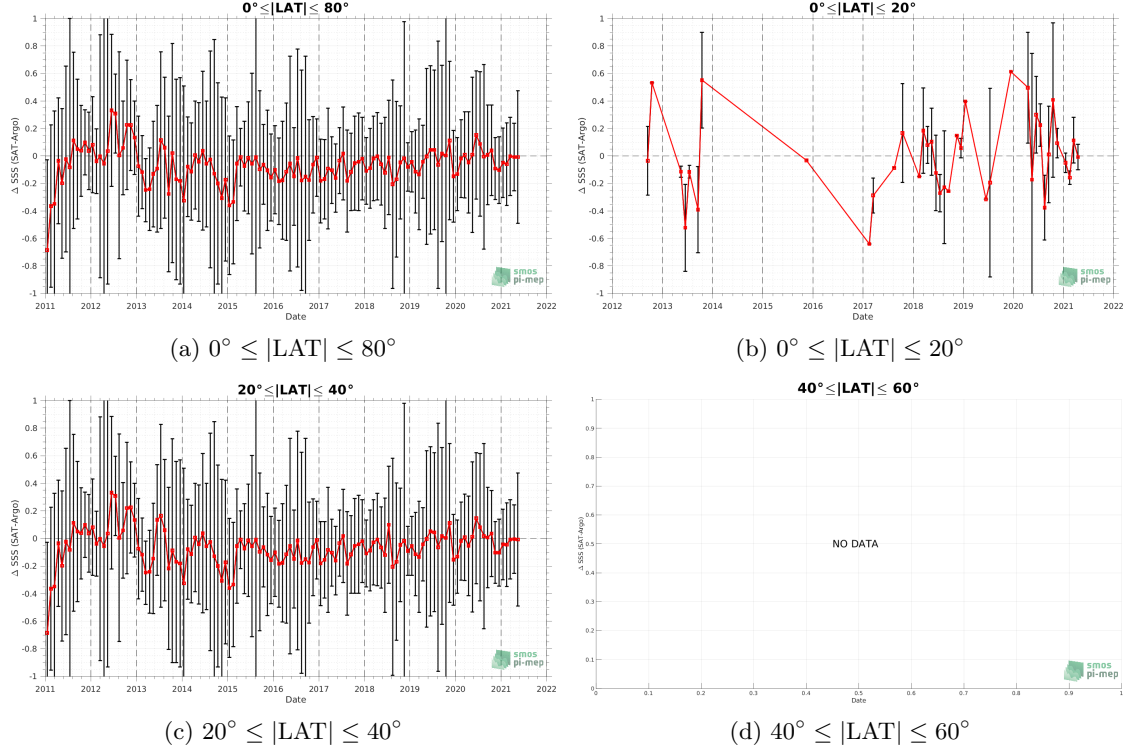 0°≤|LAT|≤ 80°
Δ SSS (SAT-Argo)
1
0.8
0.6
0.4
0.2
0
-0.2
-0.4
-0.6
-0.8
-1
2011 2012 2013 2014 2015 2016 2017 2018 2019 2020 2021 2022
Date
smos
pi-mep
(a) 0° ≤ |LAT| ≤ 80°
0°≤|LAT|≤ 20°
Δ SSS (SAT-Argo)
1
0.8
0.6
0.4
0.2
0
-0.2
-0.4
-0.6
-0.8
-1
2012 2013 2014 2015 2016 2017 2018 2019 2020 2021 2022
Date
smos
pi-mep
(b) 0° ≤ |LAT| ≤ 20°
20°≤|LAT|≤ 40°
Δ SSS (SAT-Argo)
1
0.8
0.6
0.4
0.2
0
-0.2
-0.4
-0.6
-0.8
-1
2011 2012 2013 2014 2015 2016 2017 2018 2019 2020 2021 2022
Date
smos
pi-mep
(c) 20° ≤ |LAT| ≤ 40°
40°≤|LAT|≤ 60°
Δ SSS (SAT-Argo)
1
0.9
0.8
0.7
0.6
0.5
0.4
0.3
0.2
0.1
0
NO DATA
0 0.1 0.2 0.3 0.4 0.5 0.6 0.7 0.8 0.9 1
Date
smos
pi-mep
(d) 40° ≤ |LAT| ≤ 60°